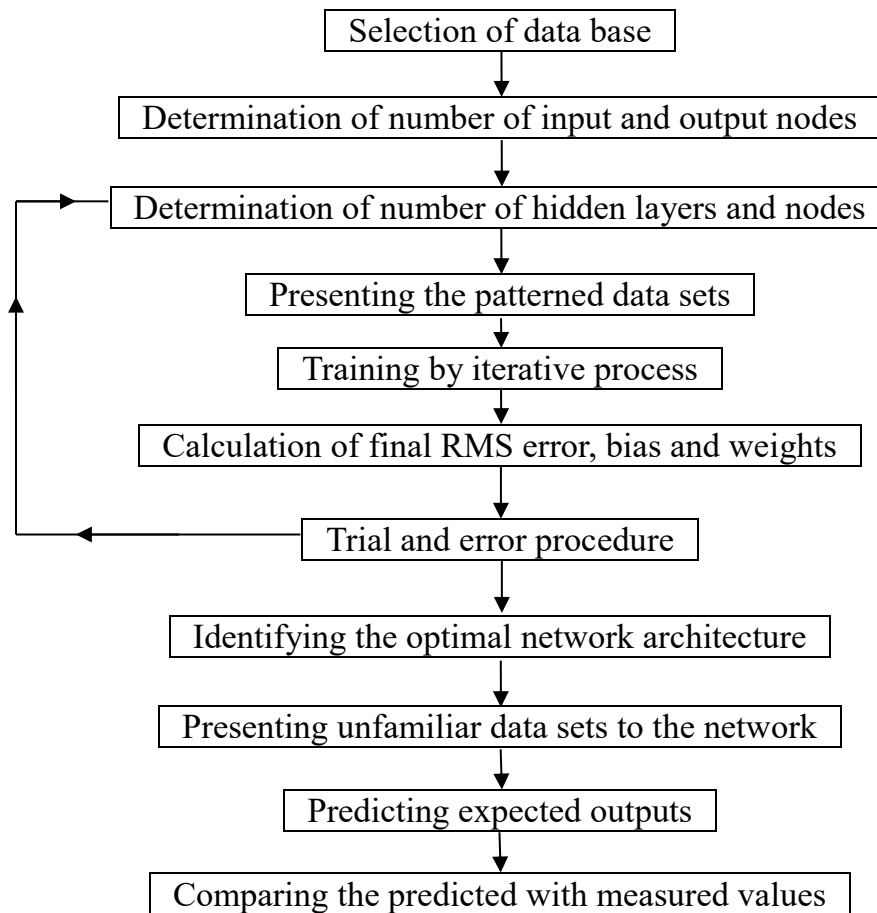 Selection of data base
Determination of number of input and output nodes
Determination of number of hidden layers and nodes
Presenting the patterned data sets
Training by iterative process
Calculation of final RMS error, bias and weights
Trial and error procedure
Identifying the optimal network architecture
Presenting unfamiliar data sets to the network
Predicting expected outputs
Comparing the predicted with measured values